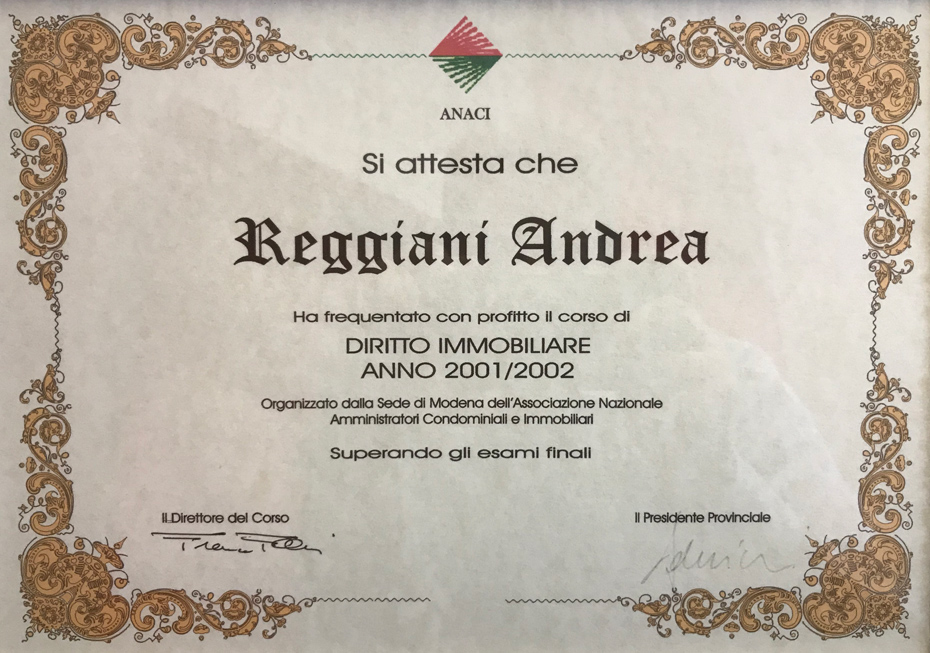 ANACI
Si attesta che
Reggiani Andrea
Ha frequentato con profitto il corso di
DIRITTO IMMOBILIARE
ANNO 2001/2002
Organizzato dalla Sede di Modena dell'Associazione Nazionale
Amministratori Condominiali e Immobiliari
Superando gli esami finali
Il Direttore del Corso
Il Presidente Provinciale